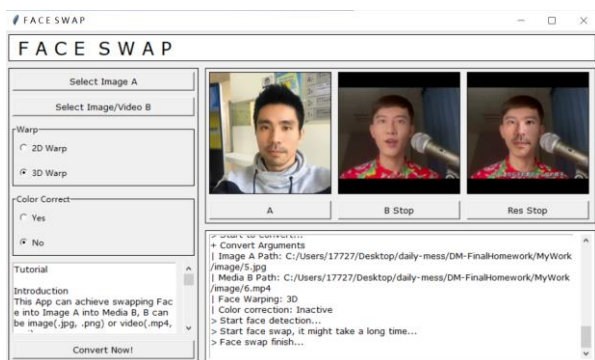 FACE SWAP
FACE SWAP
Select Image A
Select Image/Video B
Warp
2D Warp
3D Warp
Color Correct
Yes
No
Tutorial
Introduction
This App can achieve swapping Fac
e into Image A into Media B, B can
be image(.jpg, .png) or video(.mp4,
Convert Now!
A
B Stop
Res Stop
> Start to convert...
+ Convert Arguments
| Image A Path: C:/Users/17727/Desktop/daily-mess/DM-FinalHomework/MyWork
/image/5.jpg
| Media B Path: C:/Users/17727/Desktop/daily-mess/DM-FinalHomework/MyWork
/image/6.mp4
| Face Warping: 3D
| Color correction: Inactive
> Start face detection...
> Start face swap, it might take a long time...
> Face swap finish...